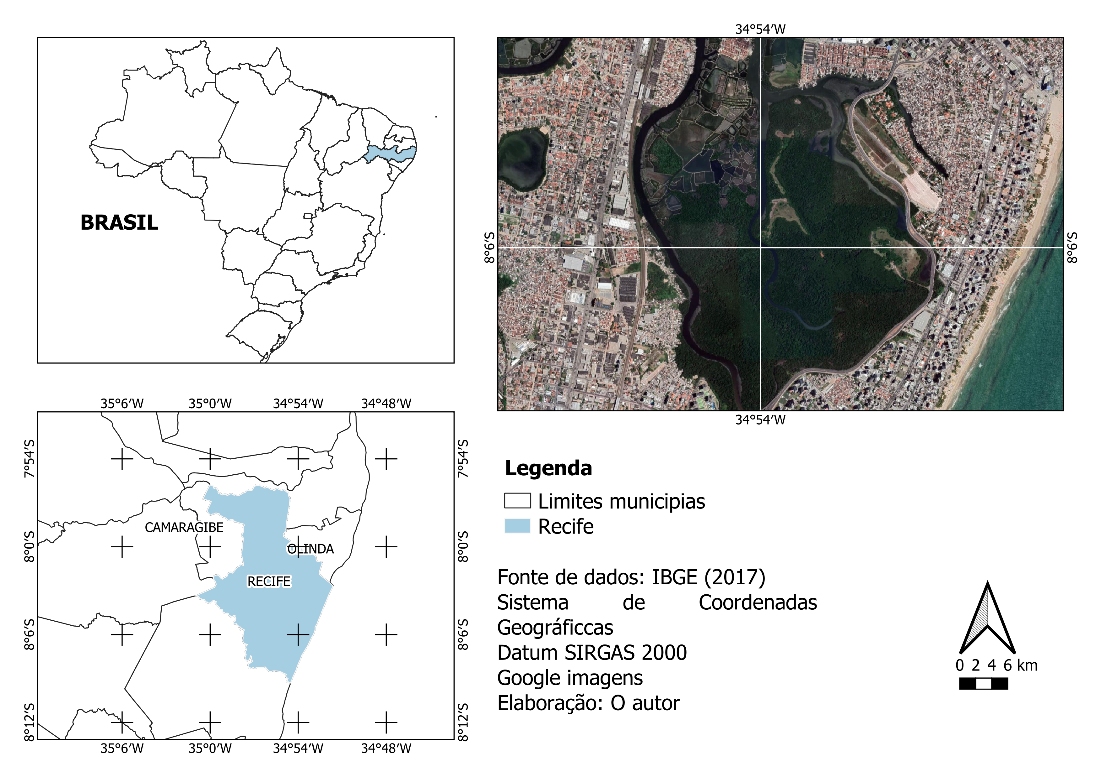 BRASIL
34°54'W
8°6'S
8°6'S
34°54'W
35°6'W 35°0'W 34°54'W 34°48'W
7°54'S
8°0'S
8°6'S
8°12'S
7°54'S
8°0'S
8°6'S
8°12'S
CAMARAGIBE
OLINDA
RECIFE
35°6'W 35°0'W 34°54'W 34°48'W
Legenda
Limites municipias
Recife
Fonte de dados: IBGE (2017)
Sistema de Coordenadas
Geográficcas
Datum SIRGAS 2000
Google imagens
Elaboração: O autor
0 2 4 6 km